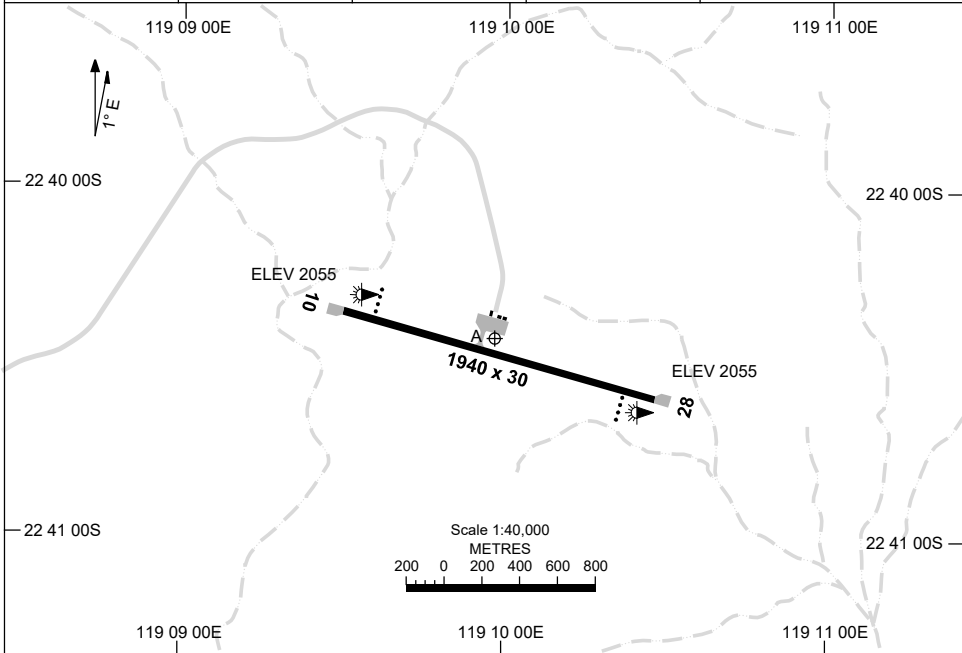 119 09 00E
119 10 00E
119 11 00E
1° E
22 40 00S
22 40 00S
ELEV 2055
10
A
1940 x 30
ELEV 2055
28
22 41 00S
22 41 00S
Scale 1:40,000
METRES
200 0 200 400 600 800
119 09 00E
119 10 00E
119 11 00E